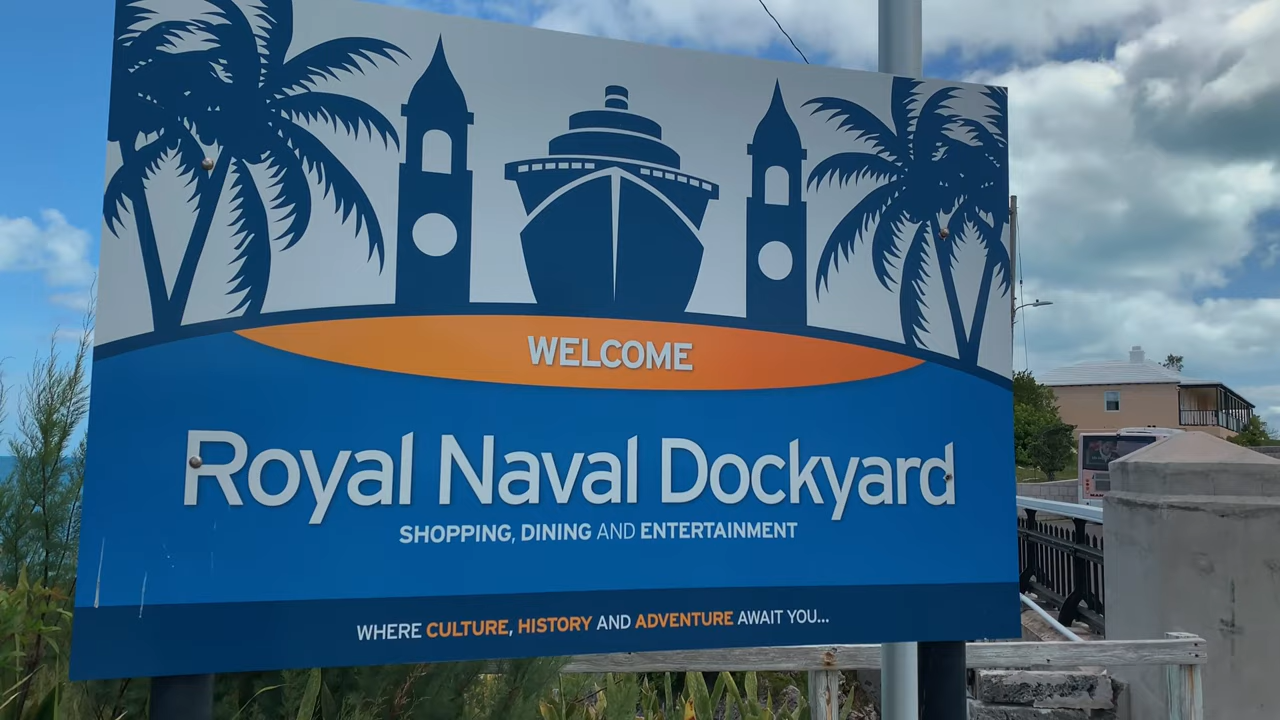 WELCOME
Royal Naval Dockyard
SHOPPING, DINING AND ENTERTAINMENT
WHERE CULTURE, HISTORY AND ADVENTURE AWAIT YOU...